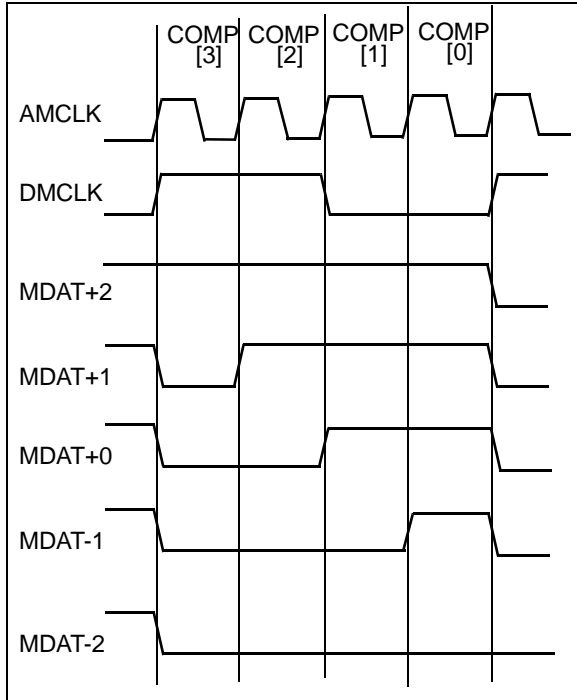 COMP COMP COMP COMP
[3] [2] [1] [0]
AMCLK
DMCLK
MDAT+2
MDAT+1
MDAT+0
MDAT-1
MDAT-2